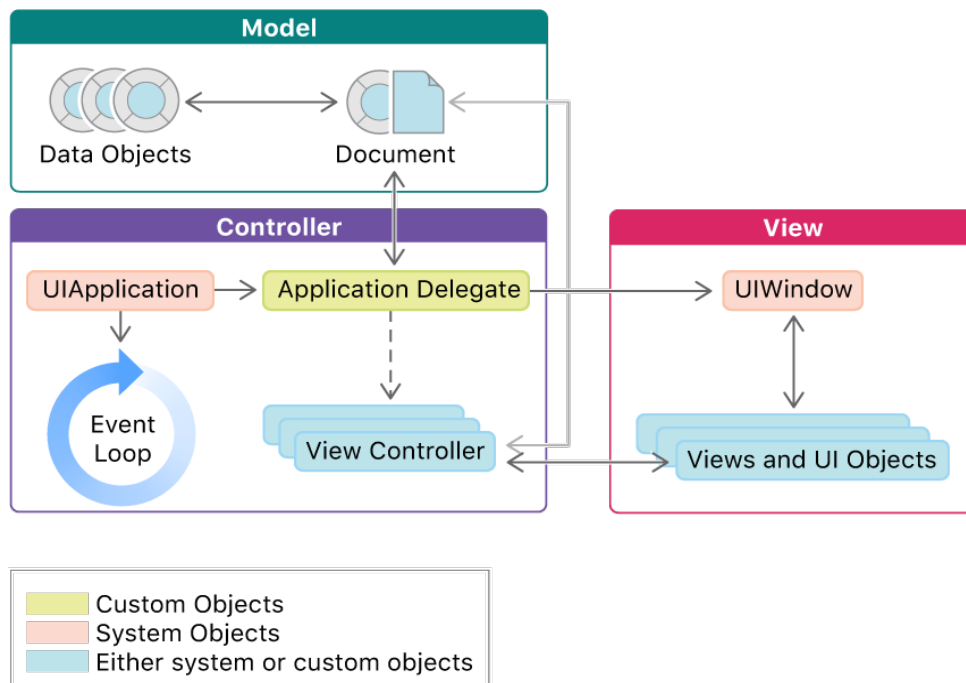 Model
Data Objects
Document
Controller
View
UIApplication
Application Delegate
UIWindow
Event
Loop
View Controller
Views and UI Objects
Custom Objects
System Objects
Either system or custom objects